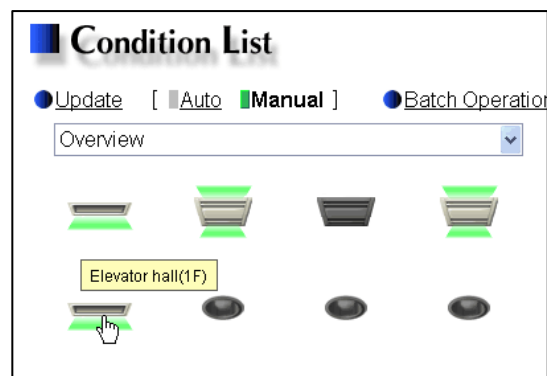 Condition List
Update [ Auto Manual ] Batch Operation
Overview
Elevator hall(1F)